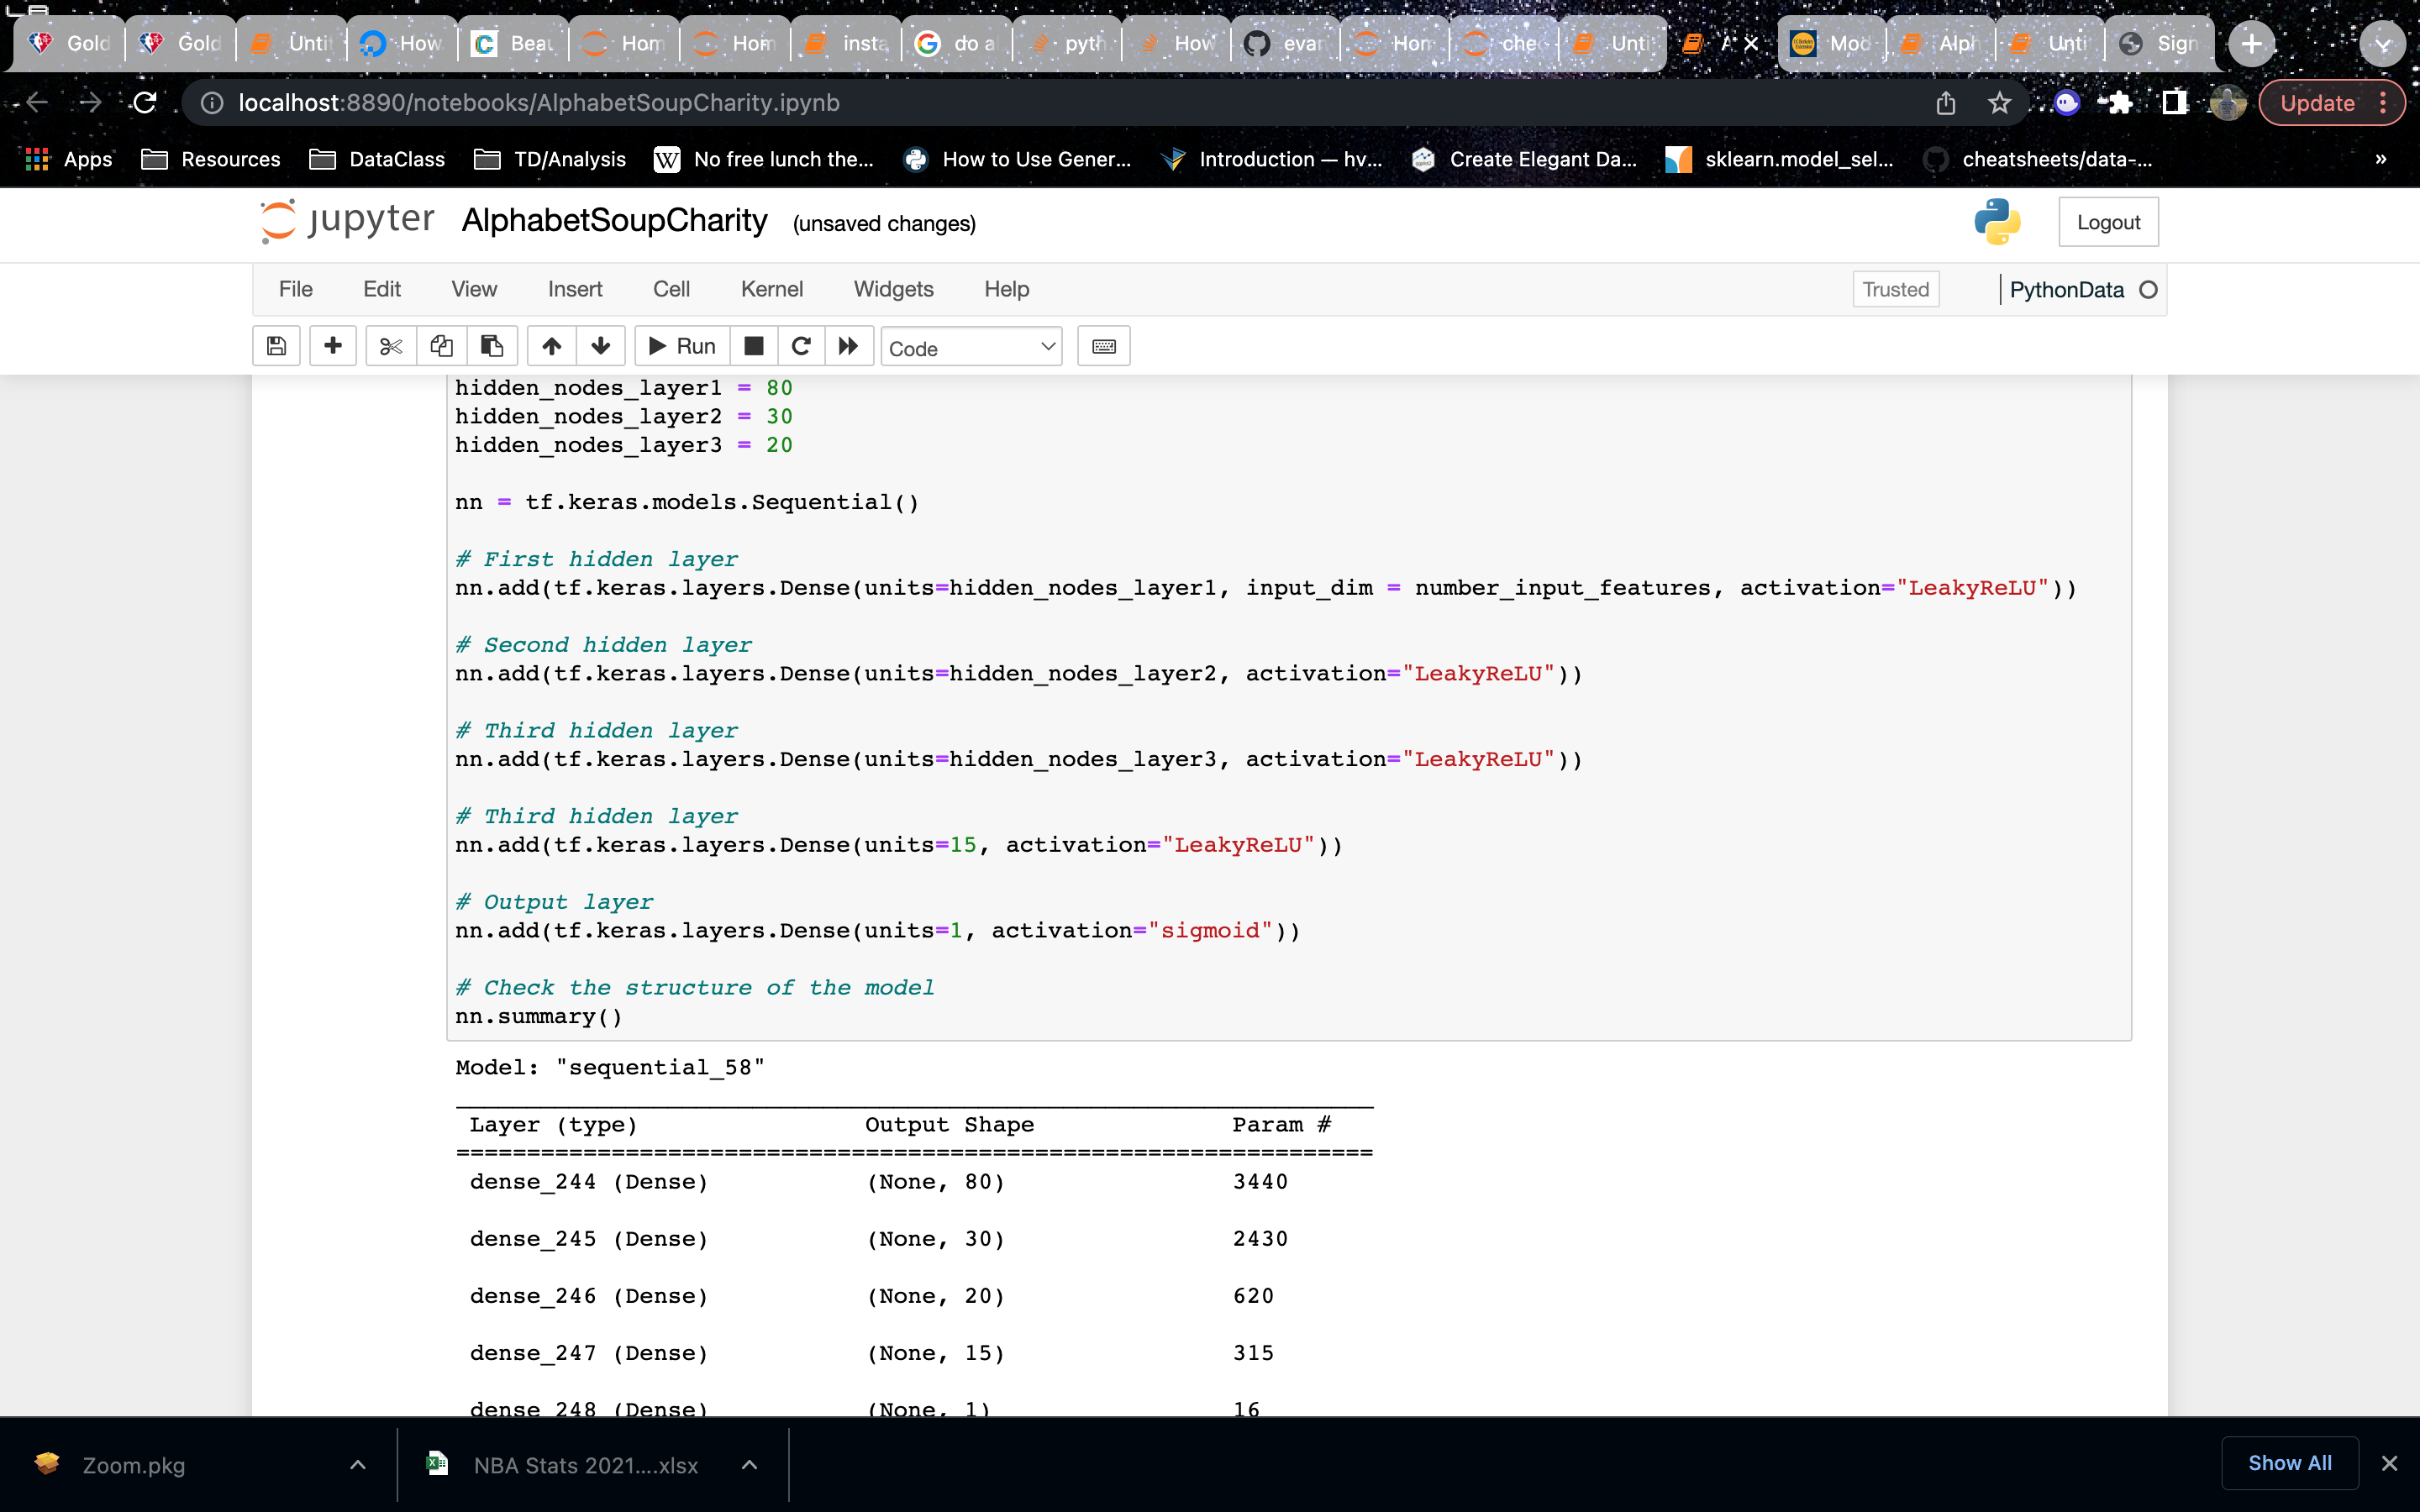 Gold
Gold
Unti
How
Beau
Hom
Hom
insta
do a
pyth
How
evan
Hom
che
Unti
A
Mod
Alph
Unti
Sign
localhost:8890/notebooks/AlphabetSoupCharity.ipynb
Update
Apps
Resources
DataClass
TD/Analysis
No free lunch the...
How to Use Gener...
Introduction — hv...
Create Elegant Da...
sklearn.model_sel...
cheatsheets/data-...
»
jupyter AlphabetSoupCharity (unsaved changes)
Logout
File Edit View Insert Cell Kernel Widgets Help
Trusted
PythonData
Run
Code
hidden_nodes_layer1 = 80
hidden_nodes_layer2 = 30
hidden_nodes_layer3 = 20
nn = tf.keras.models.Sequential()
# First hidden layer
nn.add(tf.keras.layers.Dense(units=hidden_nodes_layer1, input_dim = number_input_features, activation="LeakyReLU"))
# Second hidden layer
nn.add(tf.keras.layers.Dense(units=hidden_nodes_layer2, activation="LeakyReLU"))
# Third hidden layer
nn.add(tf.keras.layers.Dense(units=hidden_nodes_layer3, activation="LeakyReLU"))
# Third hidden layer
nn.add(tf.keras.layers.Dense(units=15, activation="LeakyReLU"))
# Output layer
nn.add(tf.keras.layers.Dense(units=1, activation="sigmoid"))
# Check the structure of the model
nn.summary()
Model: "sequential_58"
Layer (type) Output Shape Param #
=================================================================
dense_244 (Dense) (None, 80) 3440
dense_245 (Dense) (None, 30) 2430
dense_246 (Dense) (None, 20) 620
dense_247 (Dense) (None, 15) 315
dense_248 (Dense) (None, 1) 16
Zoom.pkg
NBA Stats 2021....xlsx
Show All